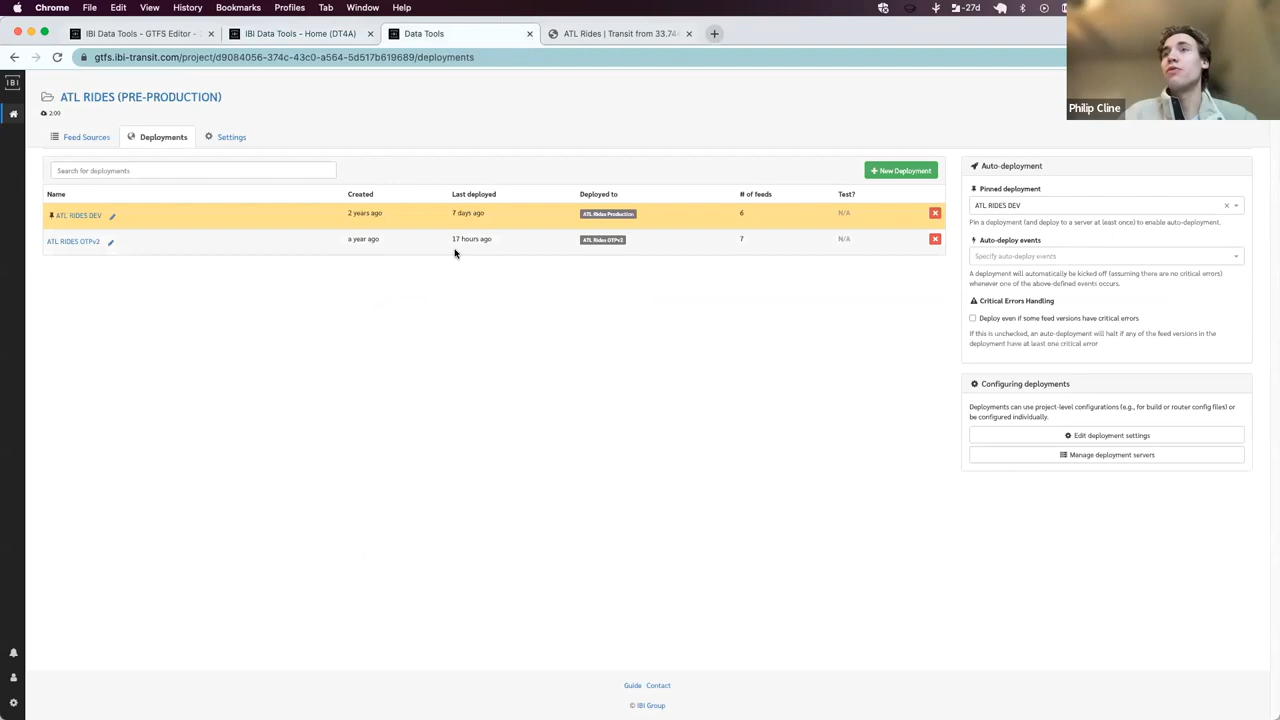 Chrome File Edit View History Bookmarks Profiles Tab Window Help
IBI Data Tools - GTFS Editor -
IBI Data Tools - Home (DT4A)
Data Tools
ATL Rides | Transit from 33.744
gtfs.ibi-transit.com/project/d9084056-374c-43c0-a564-5d517b619689/deployments
IBI
ATL RIDES (PRE-PRODUCTION)
2:00
Feed Sources
Deployments
Settings
Search for deployments
New Deployment
Name Created Last deployed Deployed to # of feeds Test?
ATL RIDES DEV 2 years ago 7 days ago ATL Rides Production 6 N/A
ATL RIDES OTPv2 a year ago 17 hours ago ATL Rides OTPv2 7 N/A
Auto-deployment
Pinned deployment
ATL RIDES DEV
Pin a deployment (and deploy to a server at least once) to enable auto-deployment.
Auto-deploy events
Specify auto-deploy events
A deployment will automatically be kicked off (assuming there are no critical errors)
whenever one of the above-defined events occurs.
Critical Errors Handling
Deploy even if some feed versions have critical errors
If this is unchecked, an auto-deployment will halt if any of the feed versions in the
deployment have at least one critical error
Configuring deployments
Deployments can use project-level configurations (e.g., for build or router config files) or
be configured individually.
Edit deployment settings
Manage deployment servers
Guide Contact
© IBI Group
Philip Cline